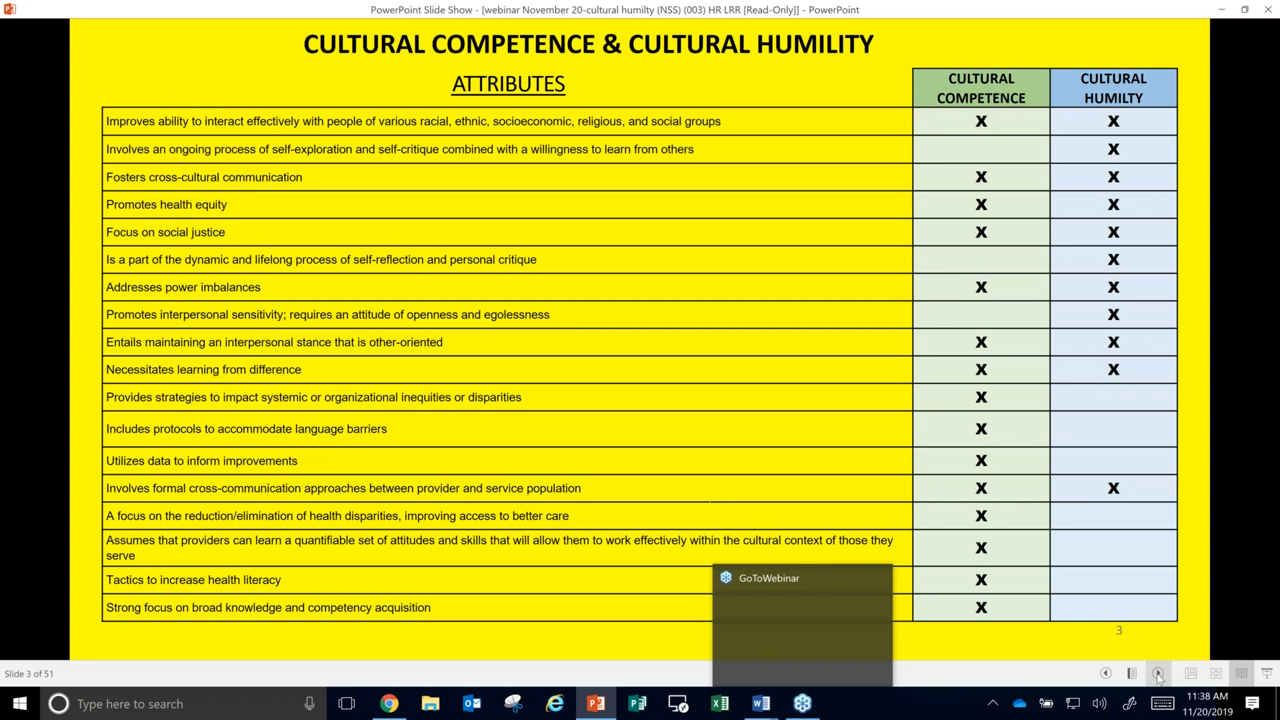 PowerPoint Slide Show - [webinar November 20-cultural humilty (NSS) (003) HR LRR [Read-Only]] - PowerPoint
CULTURAL COMPETENCE & CULTURAL HUMILITY
ATTRIBUTES
CULTURAL COMPETENCE
CULTURAL HUMILTY
Improves ability to interact effectively with people of various racial, ethnic, socioeconomic, religious, and social groups X X
Involves an ongoing process of self-exploration and self-critique combined with a willingness to learn from others X
Fosters cross-cultural communication X X
Promotes health equity X X
Focus on social justice X X
Is a part of the dynamic and lifelong process of self-reflection and personal critique X
Addresses power imbalances X X
Promotes interpersonal sensitivity; requires an attitude of openness and egolessness X
Entails maintaining an interpersonal stance that is other-oriented X X
Necessitates learning from difference X X
Provides strategies to impact systemic or organizational inequities or disparities X
Includes protocols to accommodate language barriers X
Utilizes data to inform improvements X
Involves formal cross-communication approaches between provider and service population X X
A focus on the reduction/elimination of health disparities, improving access to better care X
Assumes that providers can learn a quantifiable set of attitudes and skills that will allow them to work effectively within the cultural context of those they
serve X
Tactics to increase health literacy X
Strong focus on broad knowledge and competency acquisition X
GoToWebinar
3
Slide 3 of 51
Type here to search
11:38 AM
11/20/2019